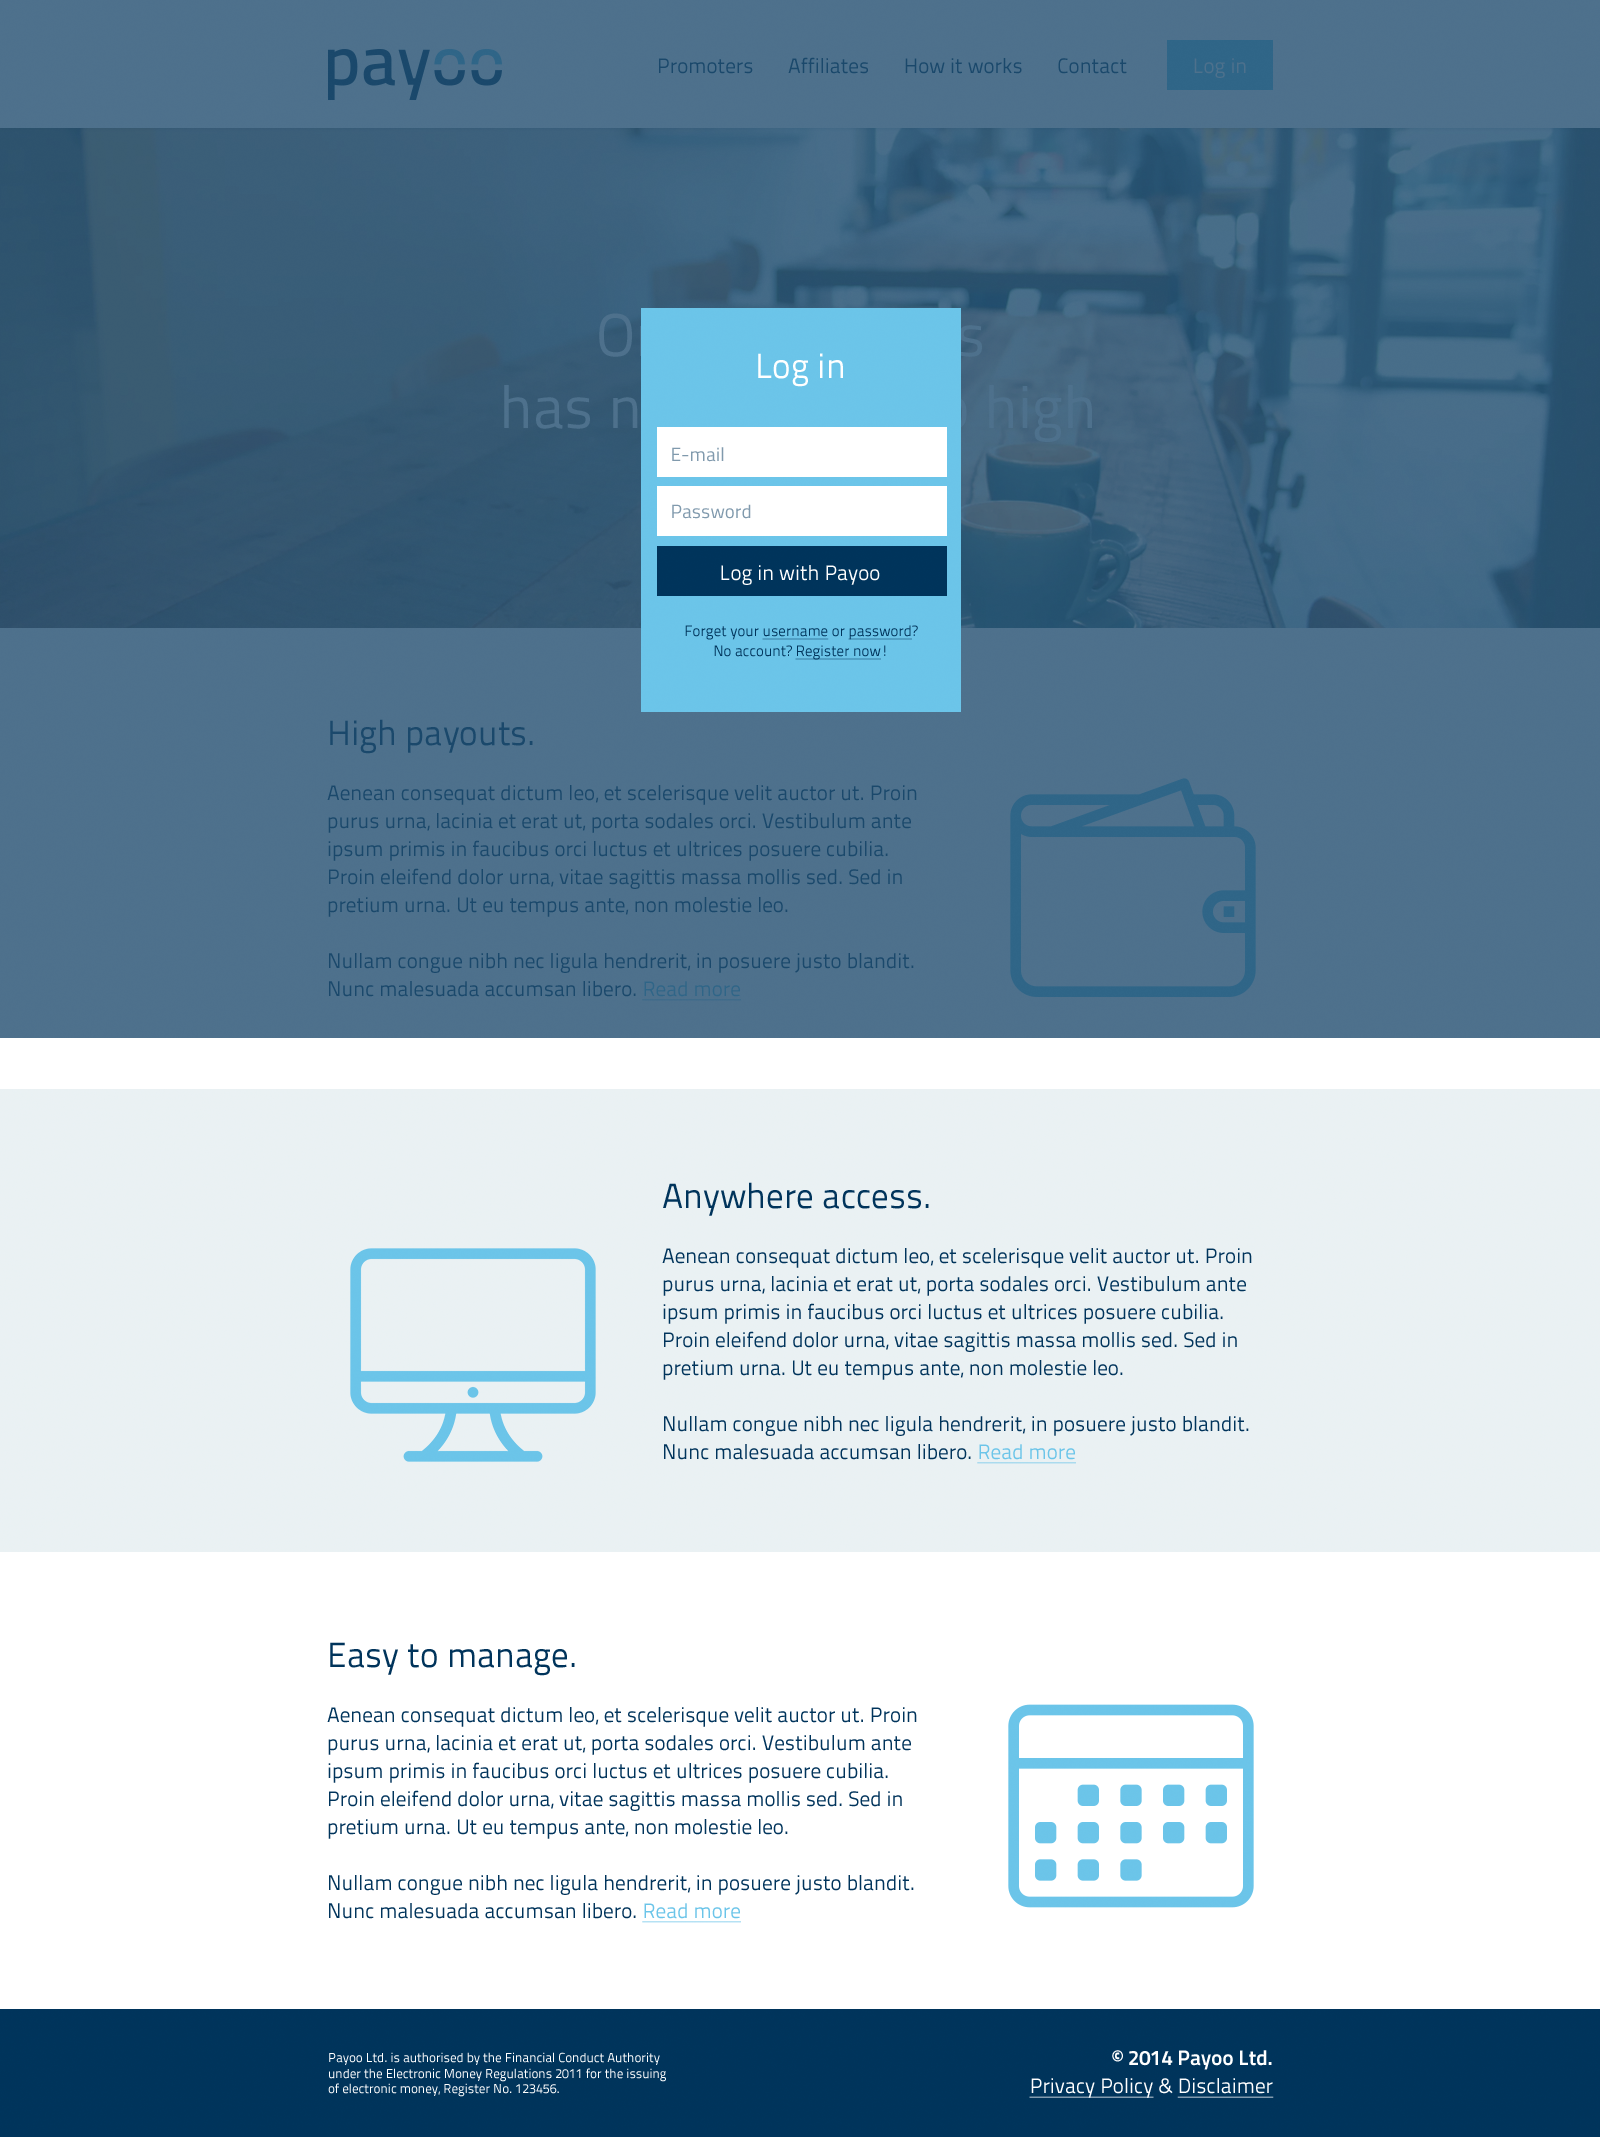 payoo
Promoters
Affiliates
How it works
Contact
Log in
has
high
Log in
E-mail
Password
Log in with Payoo
Forget your username or password?
No account? Register now!
High payouts.
Aenean consequat dictum leo, et scelerisque velit auctor ut. Proin
purus urna, lacinia et erat ut, porta sodales orci. Vestibulum ante
ipsum primis in faucibus orci luctus et ultrices posuere cubilia.
Proin eleifend dolor urna, vitae sagittis massa mollis sed. Sed in
pretium urna. Ut eu tempus ante, non molestie leo.
Nullam congue nibh nec ligula hendrerit, in posuere justo blandit.
Nunc malesuada accumsan libero. Read more
Anywhere access.
Aenean consequat dictum leo, et scelerisque velit auctor ut. Proin
purus urna, lacinia et erat ut, porta sodales orci. Vestibulum ante
ipsum primis in faucibus orci luctus et ultrices posuere cubilia.
Proin eleifend dolor urna, vitae sagittis massa mollis sed. Sed in
pretium urna. Ut eu tempus ante, non molestie leo.
Nullam congue nibh nec ligula hendrerit, in posuere justo blandit.
Nunc malesuada accumsan libero. Read more
Easy to manage.
Aenean consequat dictum leo, et scelerisque velit auctor ut. Proin
purus urna, lacinia et erat ut, porta sodales orci. Vestibulum ante
ipsum primis in faucibus orci luctus et ultrices posuere cubilia.
Proin eleifend dolor urna, vitae sagittis massa mollis sed. Sed in
pretium urna. Ut eu tempus ante, non molestie leo.
Nullam congue nibh nec ligula hendrerit, in posuere justo blandit.
Nunc malesuada accumsan libero. Read more
Payoo Ltd. is authorised by the Financial Conduct Authority
under the Electronic Money Regulations 2011 for the issuing
of electronic money, Register No. 123456.
© 2014 Payoo Ltd.
Privacy Policy & Disclaimer